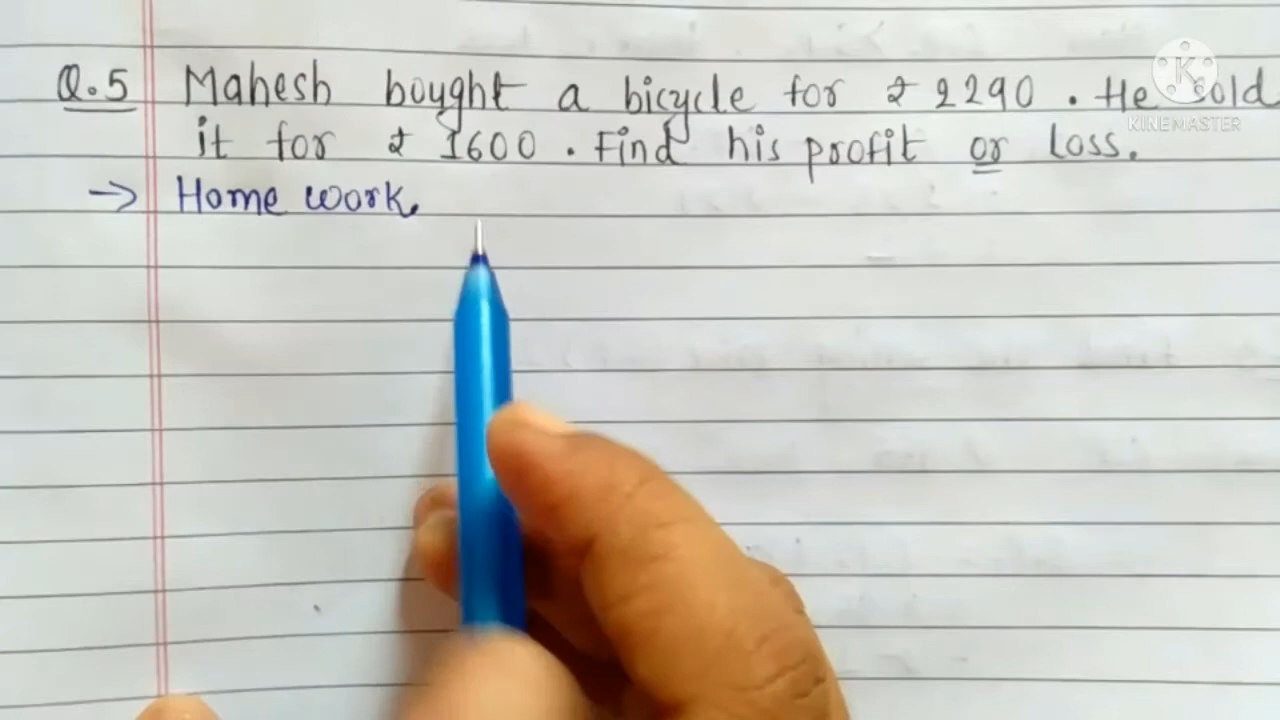 Q.5 Mahesh bought a bicycle for ₹ 2290 . He sold
it for ₹ 1600 . Find his profit or loss.
→ Home work.
K
KINEMASTER